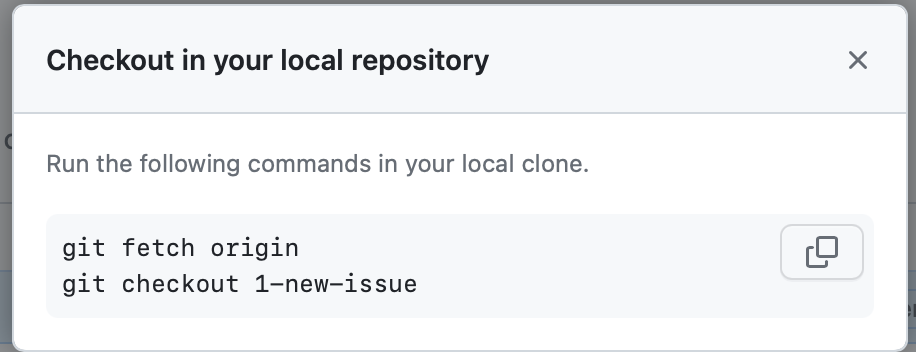 Checkout in your local repository
Run the following commands in your local clone.
git fetch origin
git checkout 1-new-issue